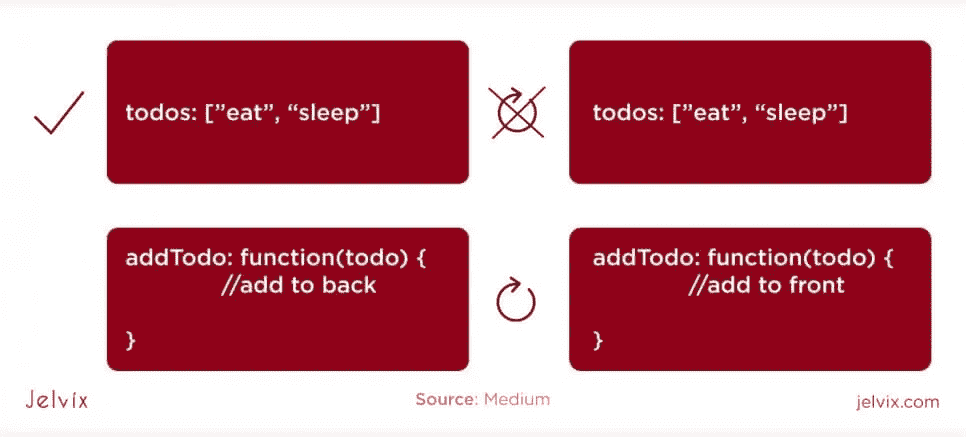 todos: [”eat”, “sleep”]
todos: [”eat”, “sleep”]
addTodo: function(todo) {
//add to back
}
addTodo: function(todo) {
//add to front
}
Jelvix
Source: Medium
jelvix.com